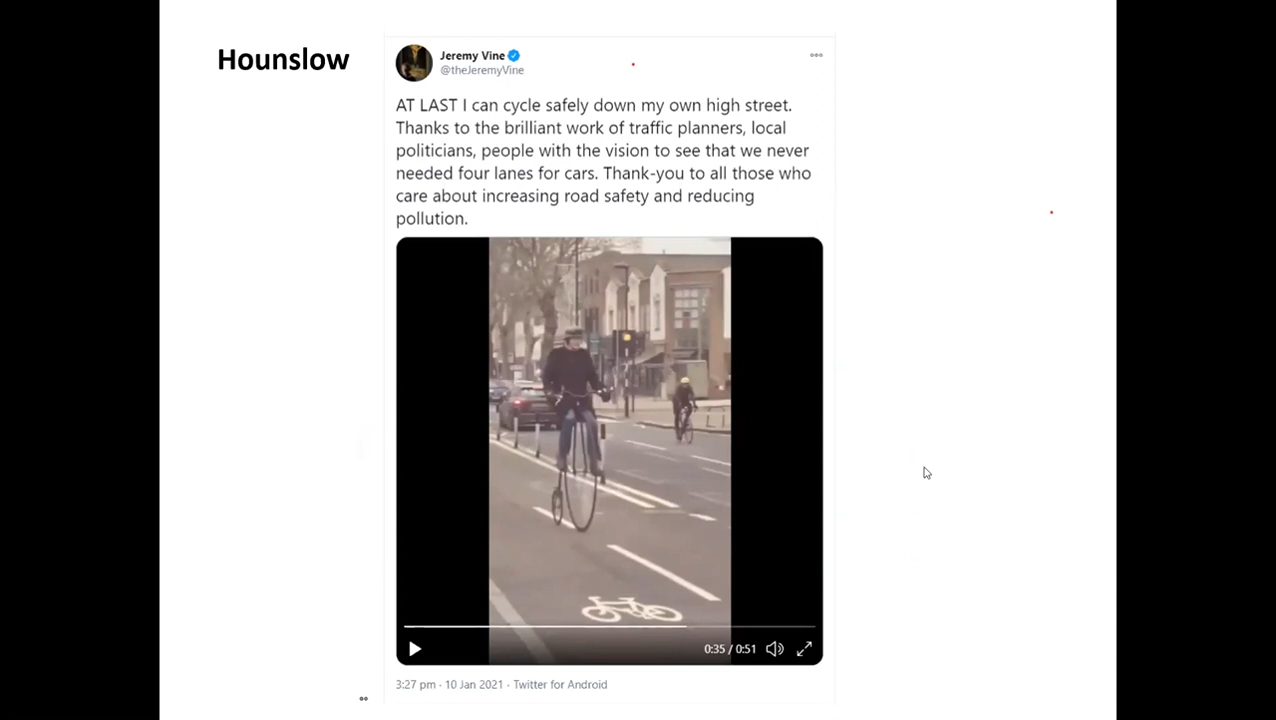 Hounslow
Jeremy Vine
@theJeremyVine
AT LAST I can cycle safely down my own high street.
Thanks to the brilliant work of traffic planners, local
politicians, people with the vision to see that we never
needed four lanes for cars. Thank-you to all those who
care about increasing road safety and reducing
pollution.
0:35 / 0:51
3:27 pm · 10 Jan 2021 · Twitter for Android